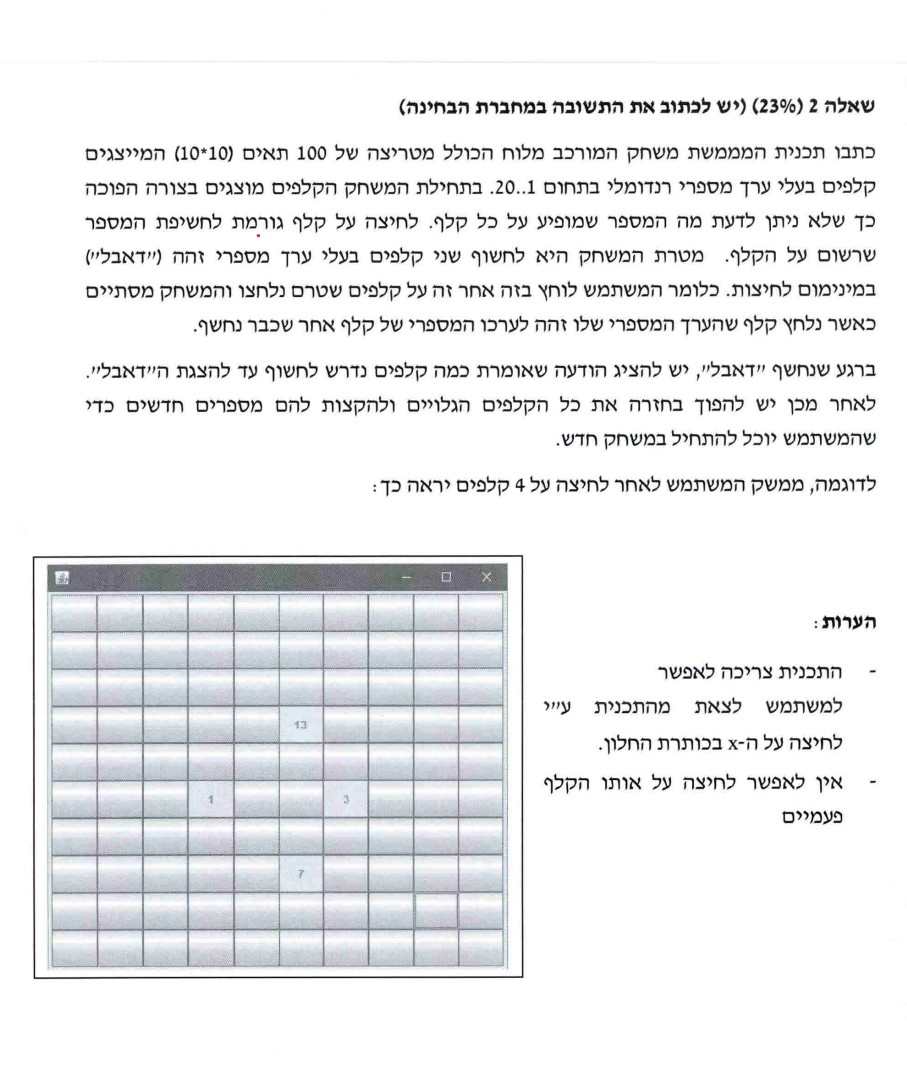 שאלה 2 (23%) (יש לכתוב את התשובה במחברת הבחינה)
כתבו תכנית המממשת משחק המורכב מלוח הכולל מטריצה של 100 תאים (10*10) המייצגים
קלפים בעלי ערך מספרי רנדומלי בתחום 1..20. בתחילת המשחק הקלפים מוצגים בצורה הפוכה
כך שלא ניתן לדעת מה המספר שמופיע על כל קלף. לחיצה על קלף גורמת לחשיפת המספר
שרשום על הקלף. מטרת המשחק היא לחשוף שני קלפים בעלי ערך מספרי זהה (״דאבל״)
במינימום לחיצות. כלומר המשתמש לוחץ בזה אחר זה על קלפים שטרם נלחצו והמשחק מסתיים
כאשר נלחץ קלף שהערך המספרי שלו זהה לערכו המספרי של קלף אחר שכבר נחשף.
ברגע שנחשף ״דאבל״, יש להציג הודעה שאומרת כמה קלפים נדרש לחשוף עד להצגת ה״דאבל״.
לאחר מכן יש להפוך בחזרה את כל הקלפים הגלויים ולהקצות להם מספרים חדשים כדי
שהמשתמש יוכל להתחיל במשחק חדש.
לדוגמה, ממשק המשתמש לאחר לחיצה על 4 קלפים יראה כך:
הערות:
- התכנית צריכה לאפשר
למשתמש לצאת מהתכנית ע״י
לחיצה על ה-x בכותרת החלון.
- אין לאפשר לחיצה על אותו הקלף
פעמיים
13
1 3
7